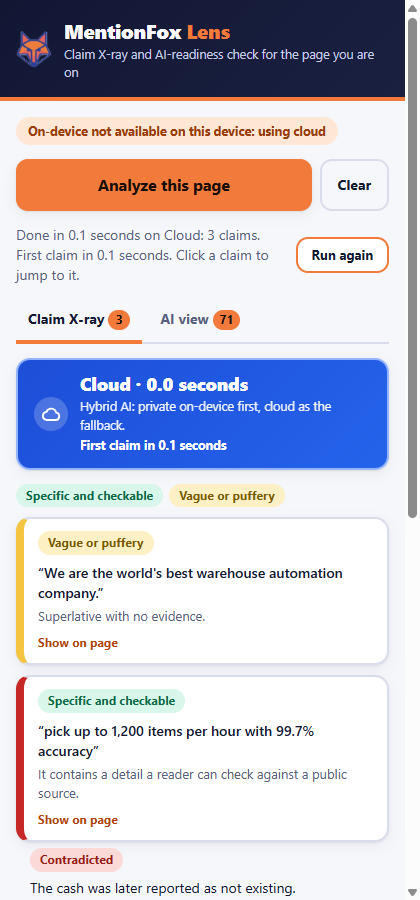 MentionFox Lens
Claim X-ray and AI-readiness check for the page you are
on
On-device not available on this device: using cloud
Analyze this page
Clear
Done in 0.1 seconds on Cloud: 3 claims.
First claim in 0.1 seconds. Click a claim to
jump to it.
Run again
Claim X-ray 3
AI view 71
Cloud · 0.0 seconds
Hybrid AI: private on-device first, cloud as the
fallback.
First claim in 0.1 seconds
Specific and checkable
Vague or puffery
Vague or puffery
“We are the world's best warehouse automation
company.”
Superlative with no evidence.
Show on page
Specific and checkable
“pick up to 1,200 items per hour with 99.7%
accuracy”
It contains a detail a reader can check against a public
source.
Show on page
Contradicted
The cash was later reported as not existing.